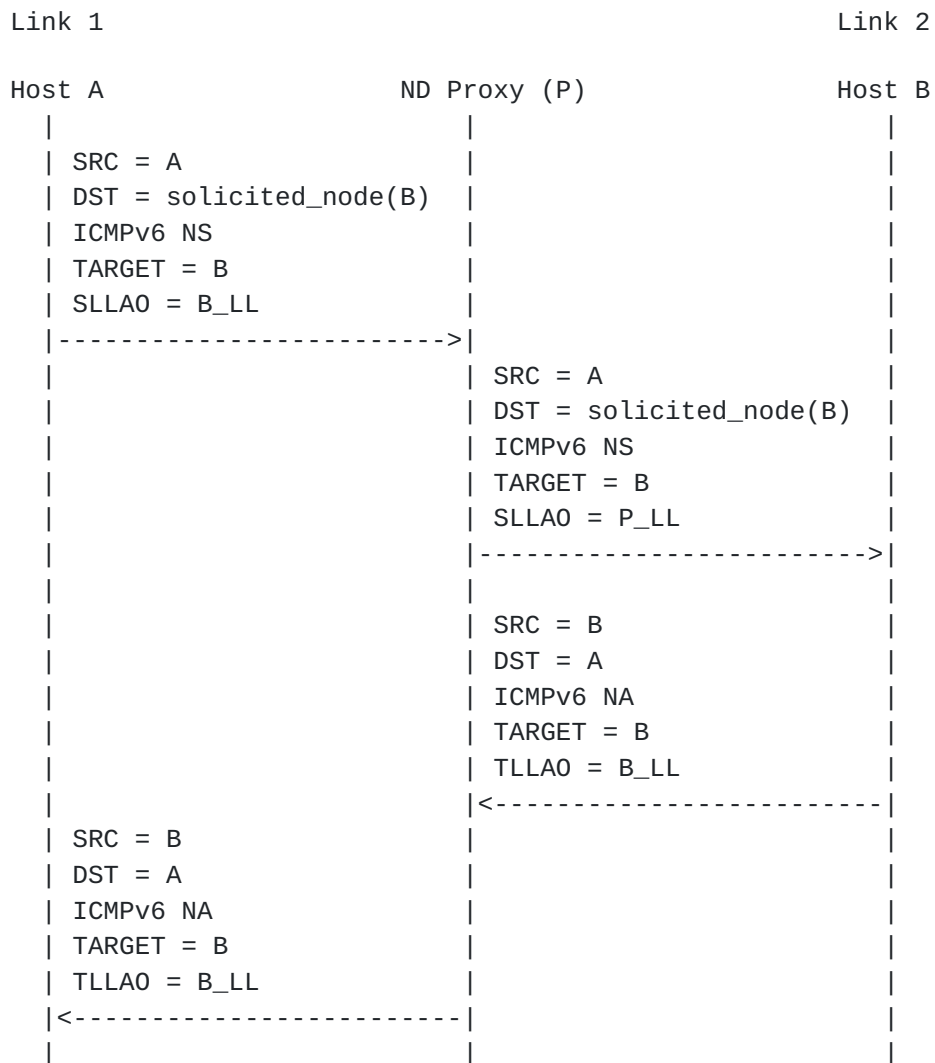 Link 1 Link 2
Host A ND Proxy (P) Host B
SRC = A
DST = solicited_node(B)
ICMPv6 NS
TARGET = B
SLLAO = B_LL
SRC = A
DST = solicited_node(B)
ICMPv6 NS
TARGET = B
SLLAO = P_LL
SRC = B
DST = A
ICMPv6 NA
TARGET = B
TLLAO = B_LL
SRC = B
DST = A
ICMPv6 NA
TARGET = B
TLLAO = B_LL